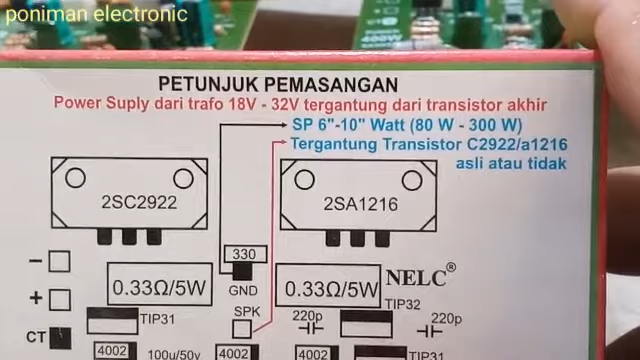 poniman electronic
PETUNJUK PEMASANGAN
Power Suply dari trafo 18V - 32V tergantung dari transistor akhir
SP 6"-10" Watt (80 W - 300 W)
Tergantung Transistor C2922/a1216
asli atau tidak
2SC2922
2SA1216
330
-
+
CT
0.33Ω/5W
GND
0.33Ω/5W
NELC®
TIP31
SPK
220p
TIP32
220p
4002
100u/50v
4002
4002
TIP31